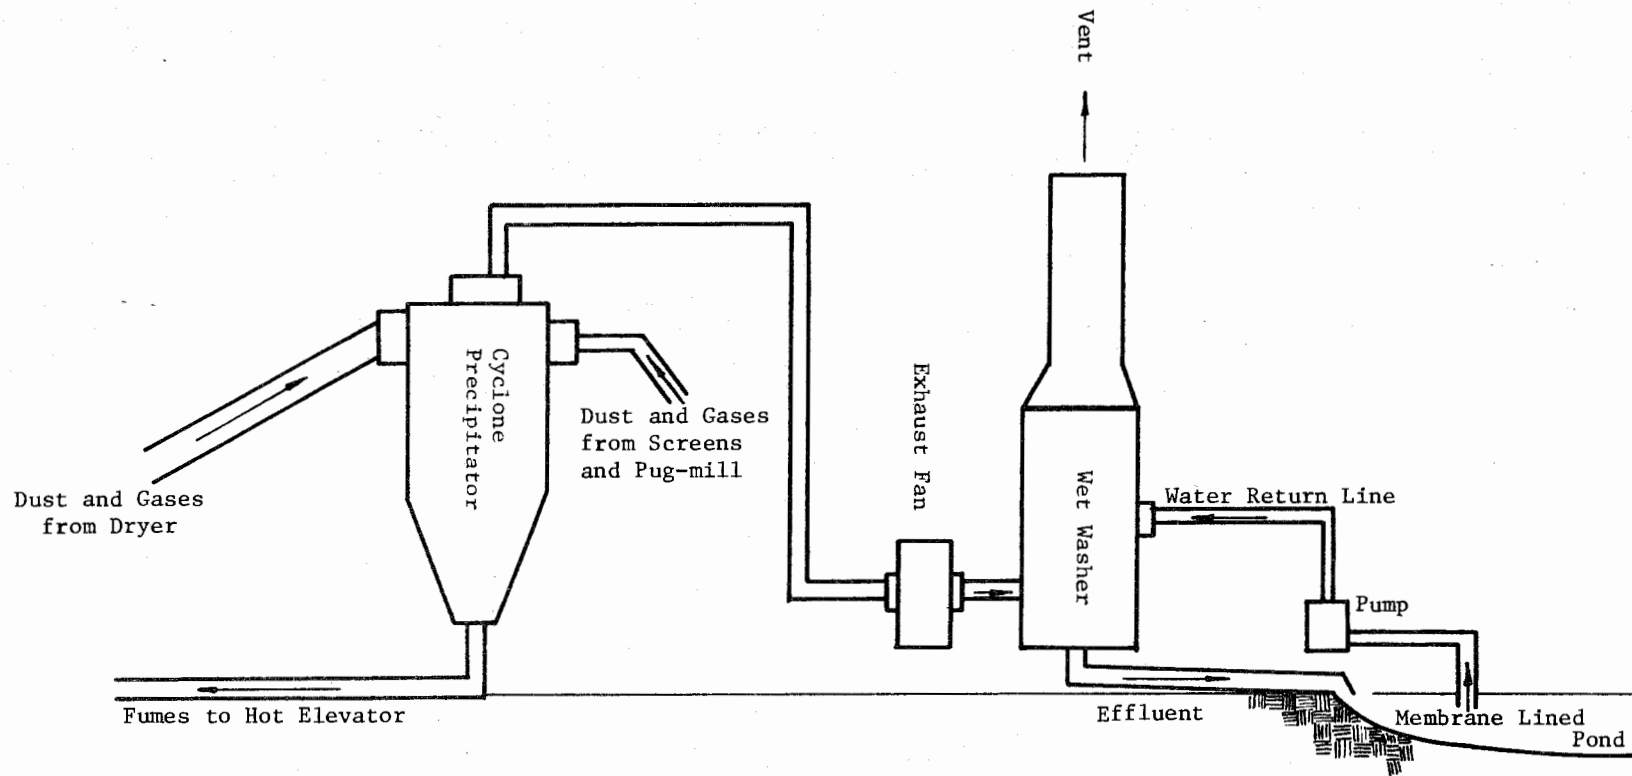 Vent
Cyclone
Precipitator
Dust and Gases
from Screens
and Pug-mill
Dust and Gases
from Dryer
Exhaust Fan
Wet Washer
Water Return Line
Pump
Fumes to Hot Elevator
Effluent
Membrane Lined
Pond